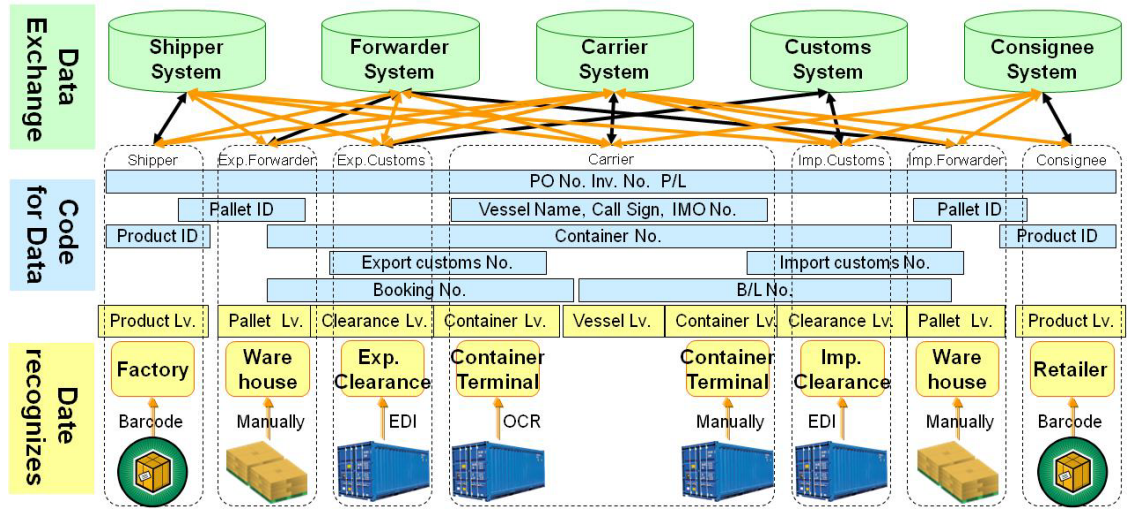 Data
Exchange
Shipper
System
Forwarder
System
Carrier
System
Customs
System
Consignee
System
Shipper
Exp.Forwarder
Exp.Customs
Carrier
Imp.Customs
Imp.Forwarder
Consignee
Code
for Data
PO No. Inv. No. P/L
Pallet ID
Vessel Name, Call Sign, IMO No.
Pallet ID
Product ID
Container No.
Product ID
Export customs No.
Import customs No.
Booking No.
B/L No.
Product Lv.
Pallet Lv.
Clearance Lv.
Container Lv.
Vessel Lv.
Container Lv.
Clearance Lv.
Pallet Lv.
Product Lv.
Date
recognizes
Factory
Ware
house
Exp.
Clearance
Container
Terminal
Container
Terminal
Imp.
Clearance
Ware
house
Retailer
Barcode
Manually
EDI
OCR
Manually
EDI
Manually
Barcode